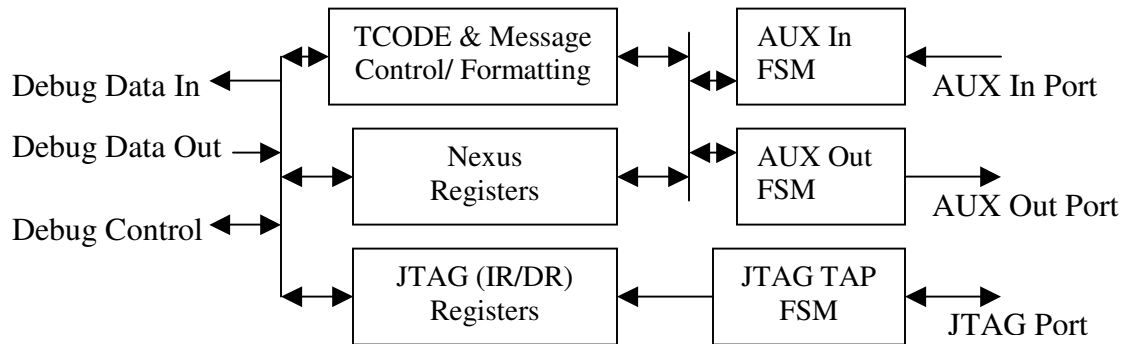 TCODE & Message
Control/ Formatting
AUX In
FSM
Debug Data In
AUX In Port
Debug Data Out
Nexus
Registers
AUX Out
FSM
AUX Out Port
Debug Control
JTAG (IR/DR)
Registers
JTAG TAP
FSM
JTAG Port